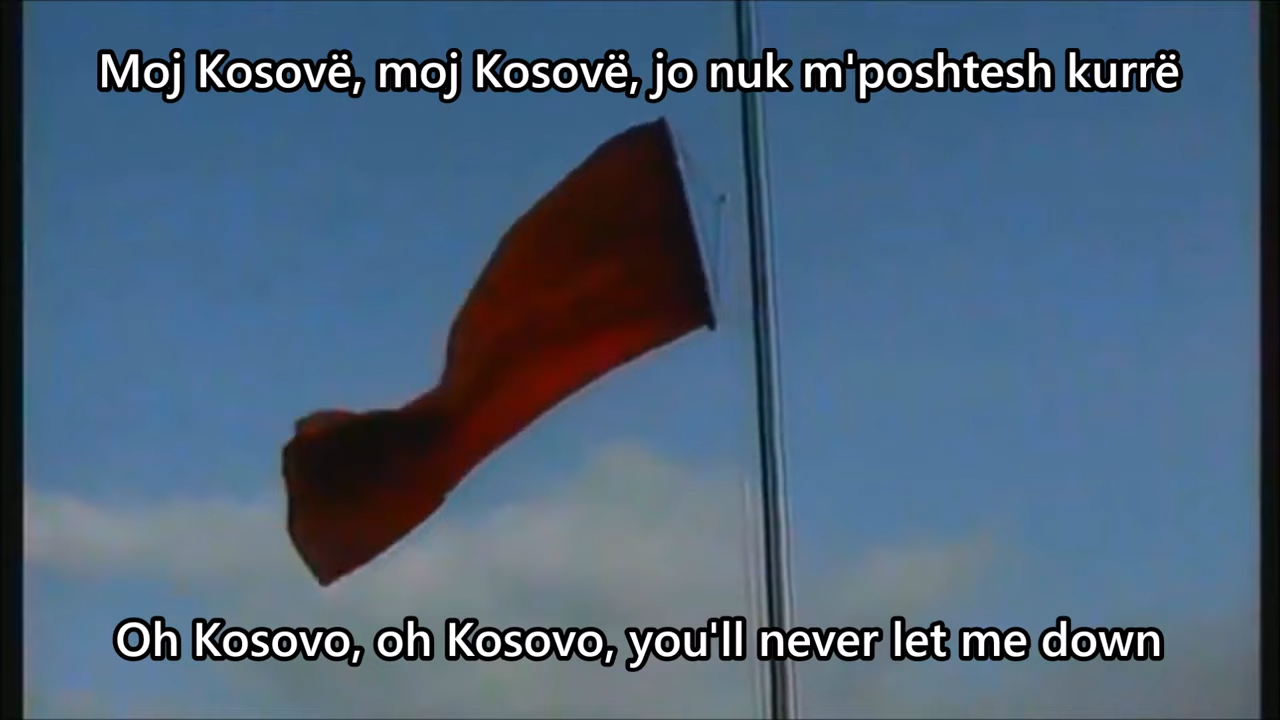 Moj Kosovë, moj Kosovë, jo nuk m'poshtesh kurrë
Oh Kosovo, oh Kosovo, you'll never let me down